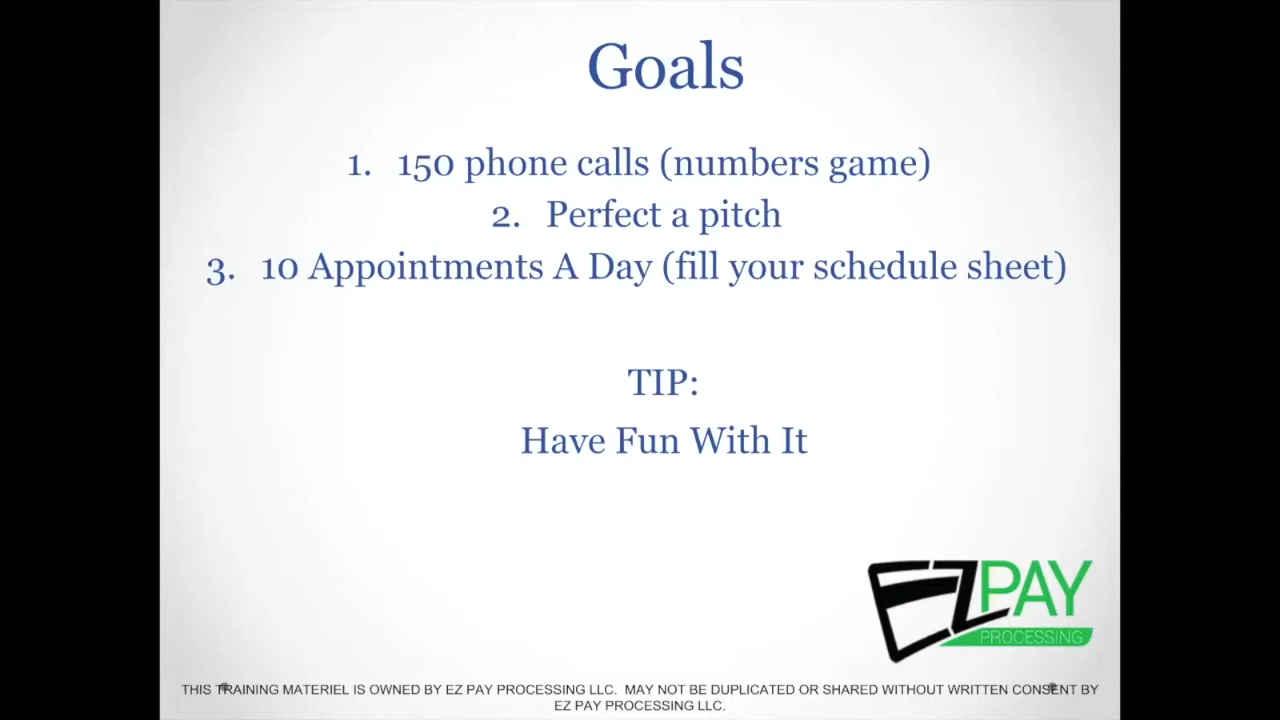 Goals
1. 150 phone calls (numbers game)
2. Perfect a pitch
3. 10 Appointments A Day (fill your schedule sheet)
TIP:
Have Fun With It
EZ PAY
PROCESSING
THIS TRAINING MATERIEL IS OWNED BY EZ PAY PROCESSING LLC. MAY NOT BE DUPLICATED OR SHARED WITHOUT WRITTEN CONSENT BY
EZ PAY PROCESSING LLC.